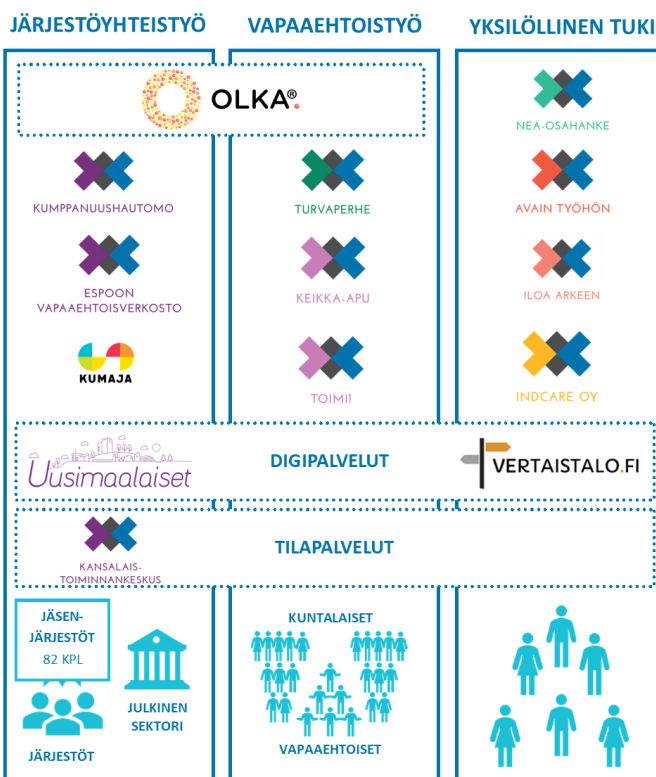 JÄRJESTÖYHTEISTYÖ
VAPAAEHTOISTYÖ
YKSILÖLLINEN TUKI
OLKA®
KUMPPANUUSHAUTOMO
ESPOON
VAPAAEHTOISVERKOSTO
KUMAJA
TURVAPERHE
KEIKKA-APU
TOIMI!
NEA-OSAHANKE
AVAIN TYÖHÖN
ILOA ARKEEN
INDCARE OY
Uusimaalaiset
DIGIPALVELUT
VERTAISTALO.FI
KANSALAIS-
TOIMINNANKESKUS
TILAPALVELUT
JÄSEN-
JÄRJESTÖT
82 KPL
JÄRJESTÖT
JULKINEN
SEKTORI
KUNTALAISET
VAPAAEHTOISET